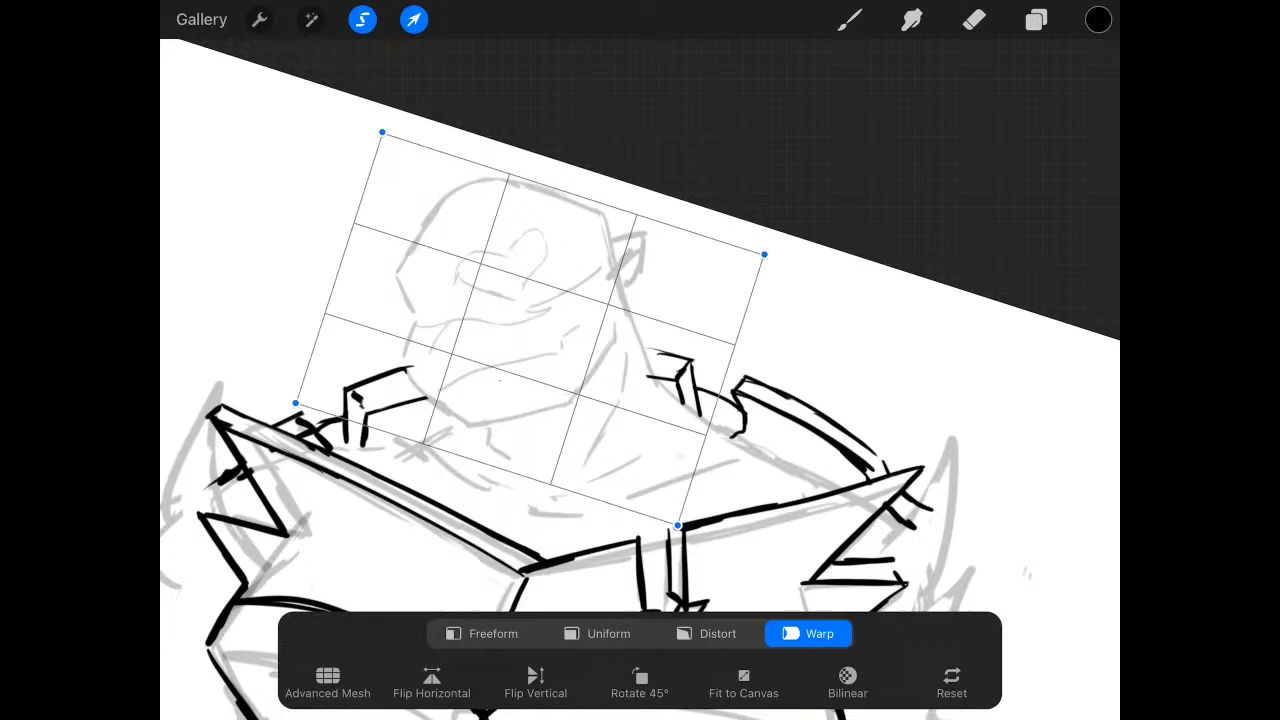 Gallery
Freeform Uniform Distort Warp
Advanced Mesh Flip Horizontal Flip Vertical Rotate 45° Fit to Canvas Bilinear Reset